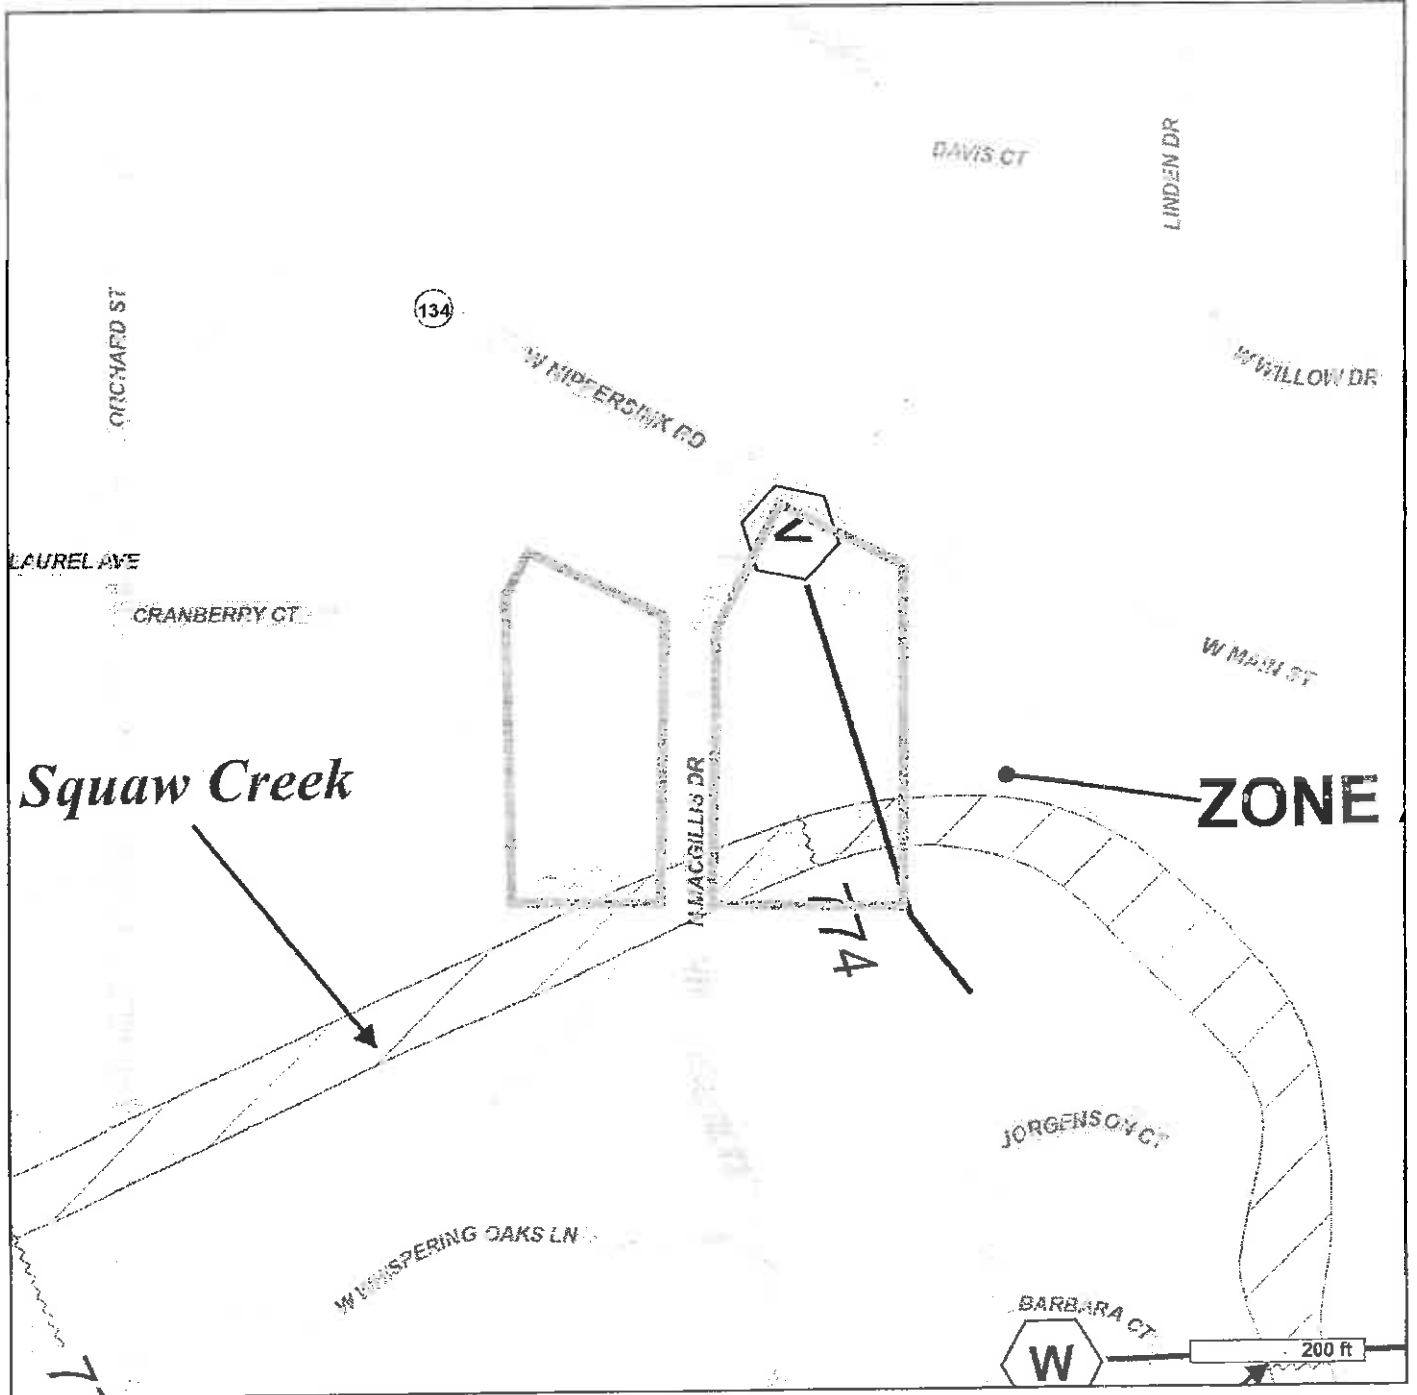 DAVIS CT
LINDEN DR
ORCHARD ST
134
W NIPPERSINK RD
W WILLOW DR
LAUREL AVE
CRANBERRY CT
W MAIN ST
Squaw Creek
N MACGILLIS DR
ZONE
774
JORGENSON CT
W WHISPERING OAKS LN
BARBARA CT
W
200 ft
7